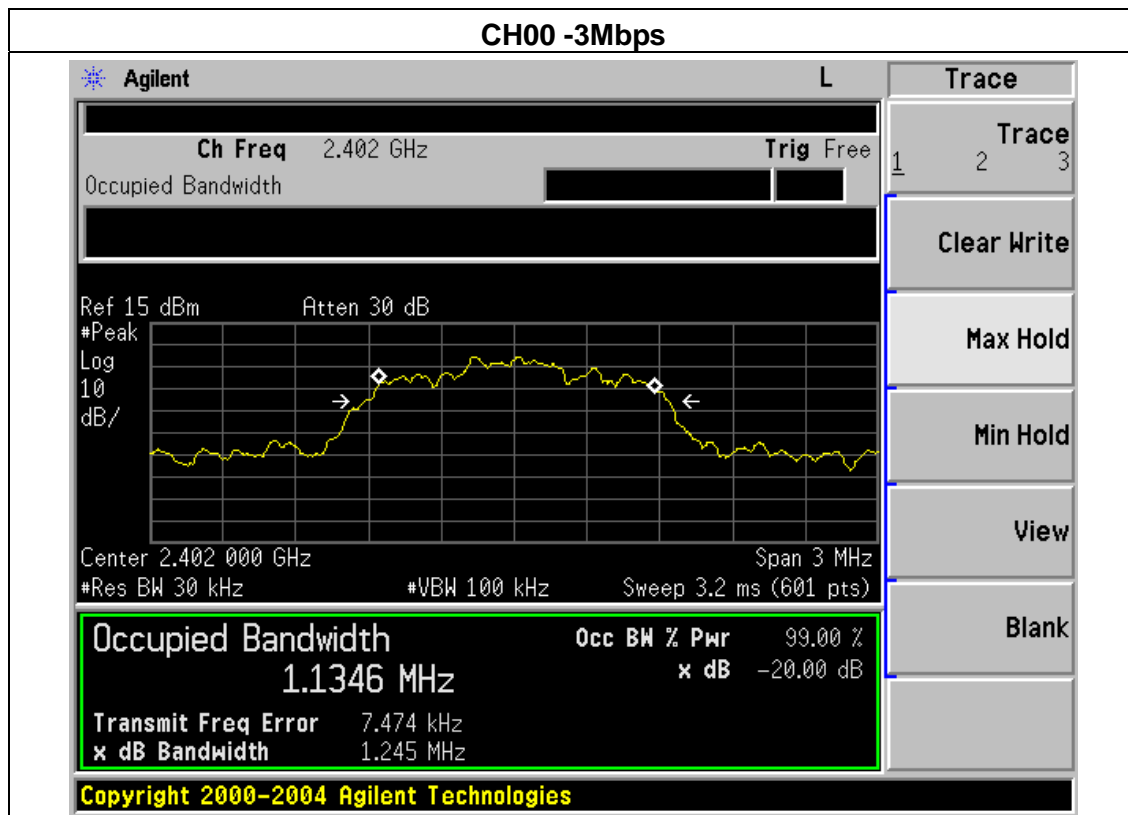 CH00 -3Mbps
Agilent L Trace
Ch Freq 2.402 GHz Trig Free
Trace
1 2 3
Occupied Bandwidth
Clear Write
Ref 15 dBm Atten 30 dB
#Peak
Log
10
dB/
Max Hold
Min Hold
View
Center 2.402 000 GHz Span 3 MHz
#Res BW 30 kHz #VBW 100 kHz Sweep 3.2 ms (601 pts)
Blank
Occupied Bandwidth Occ BW % Pwr 99.00 %
1.1346 MHz x dB -20.00 dB
Transmit Freq Error 7.474 kHz
x dB Bandwidth 1.245 MHz
Copyright 2000-2004 Agilent Technologies